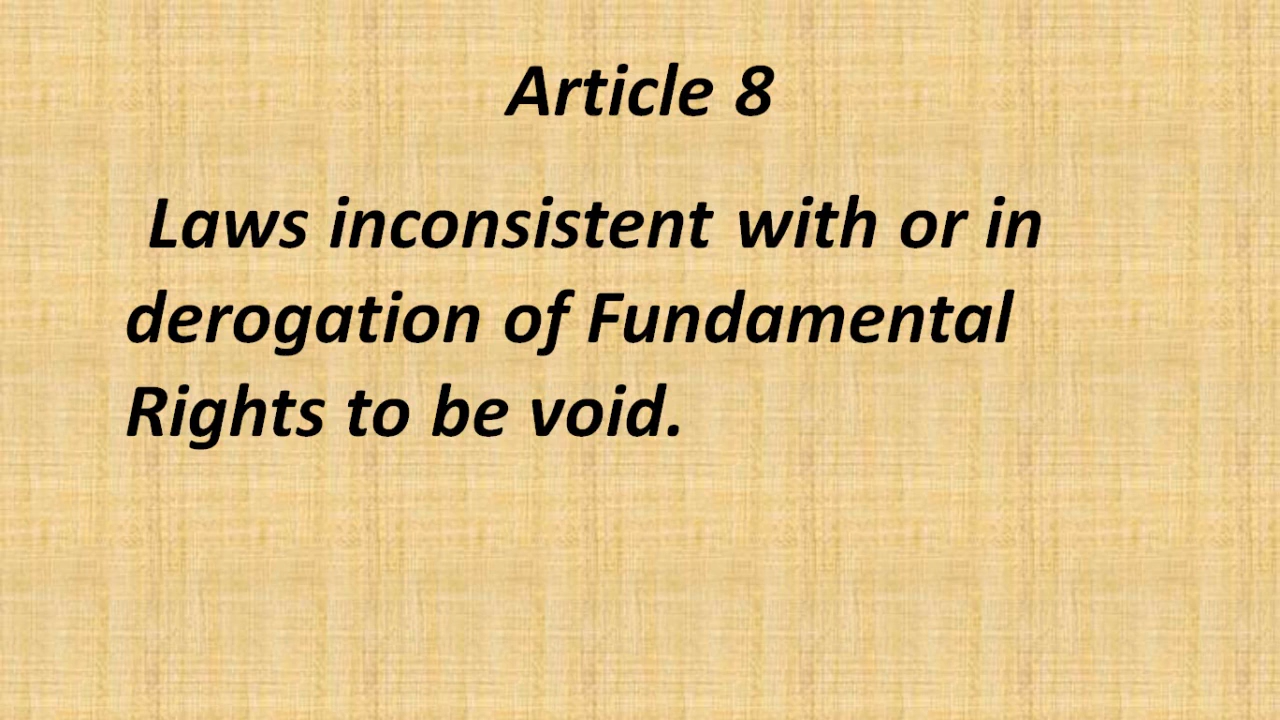 Article 8
Laws inconsistent with or in
derogation of Fundamental
Rights to be void.